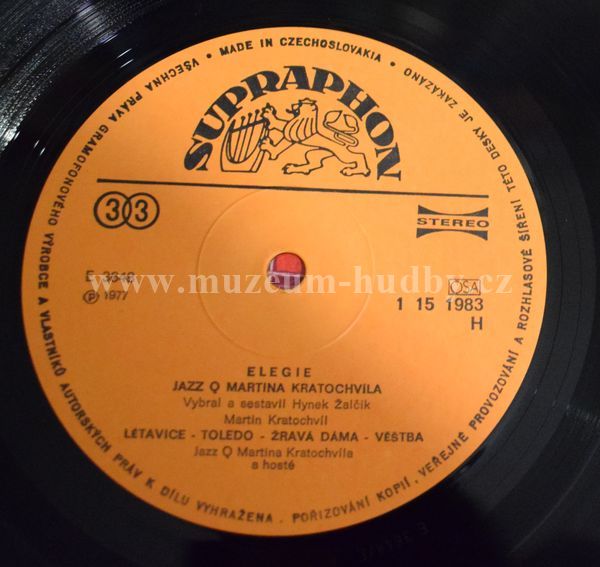 VŠECHNA PRÁVA GRAMOFONOVÉHO VÝROBCE A VLASTNÍKŮ AUTORSKÝCH PRÁV K DÍLU VYHRAŽENA. POŘIZOVÁNÍ KOPIÍ, VEŘEJNÉ PROVOZOVÁNÍ A ROZHLASOVÉ ŠÍŘENÍ TÉTO DESKY JE ZAKÁZÁNO
• MADE IN CZECHOSLOVAKIA •
SUPRAPHON
33
STEREO
www.muzeum-hudby.cz
Ⓟ 1977
OSA
1 15 1983
H
ELEGIE
JAZZ Q MARTINA KRATOCHVÍLA
Vybral a sestavil Hynek Žalčík
Martin Kratochvíl
LÉTAVICE - TOLEDO - ŽRAVÁ DÁMA - VĚŠTBA
Jazz Q Martina Kratochvíla
a hosté